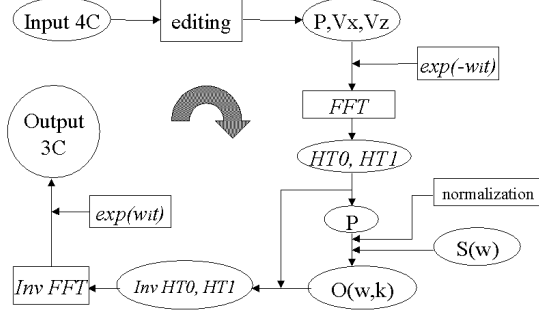 Input 4C
editing
P,Vx,Vz
exp(-wit)
FFT
HT0, HT1
normalization
P
S(w)
O(w,k)
Inv HT0, HT1
Inv FFT
exp(wit)
Output
3C